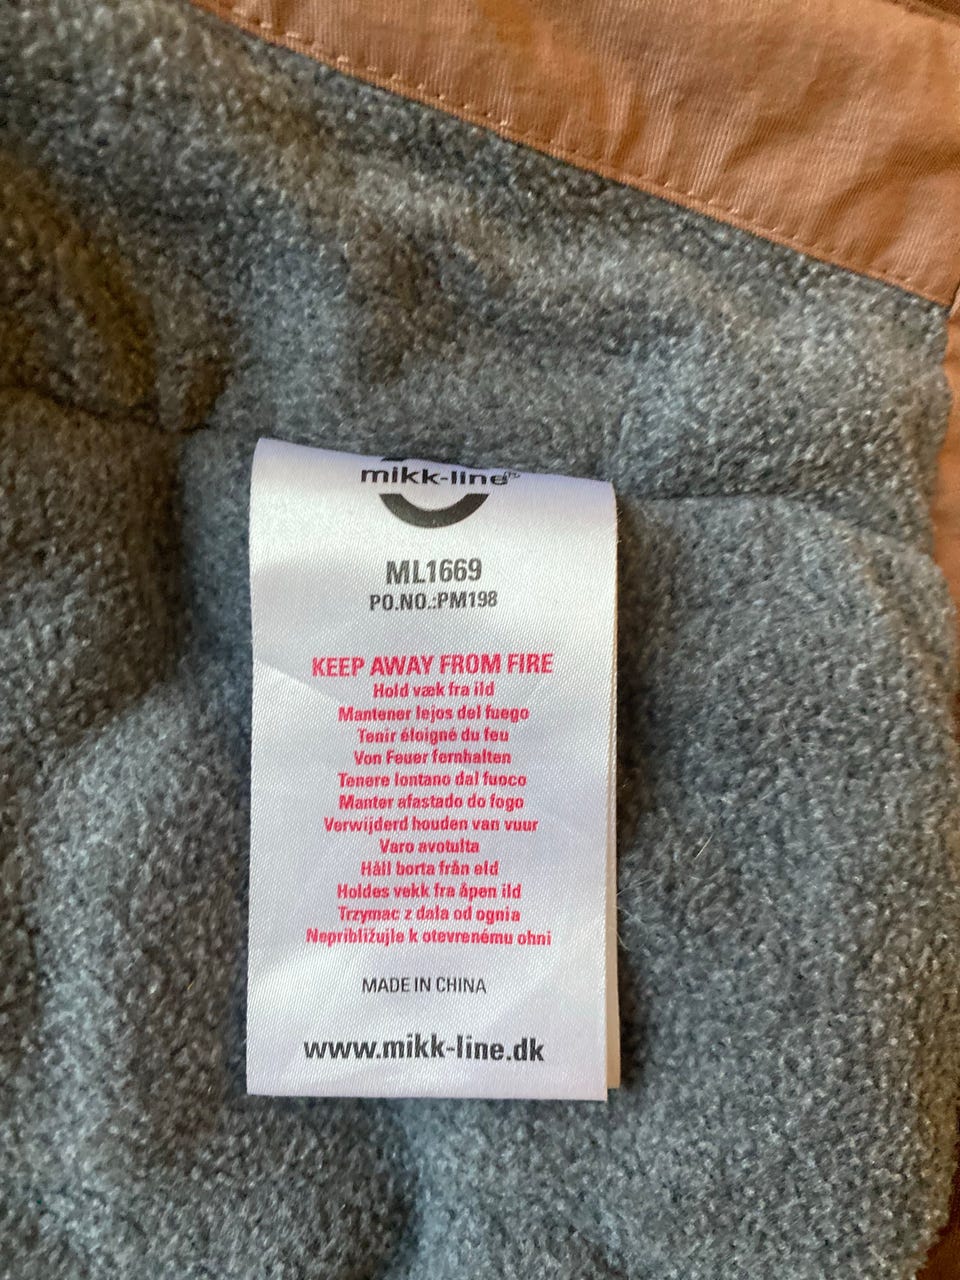 mikk-line™
ML1669
PO.NO.:PM198
KEEP AWAY FROM FIRE
Hold væk fra ild
Mantener lejos del fuego
Tenir éloigné du feu
Von Feuer fernhalten
Tenere lontano dal fuoco
Manter afastado do fogo
Verwijderd houden van vuur
Varo avotulta
Håll borta från eld
Holdes vekk fra åpen ild
Trzymac z dala od ognia
Nepribližujle k otevrenému ohni
MADE IN CHINA
www.mikk-line.dk